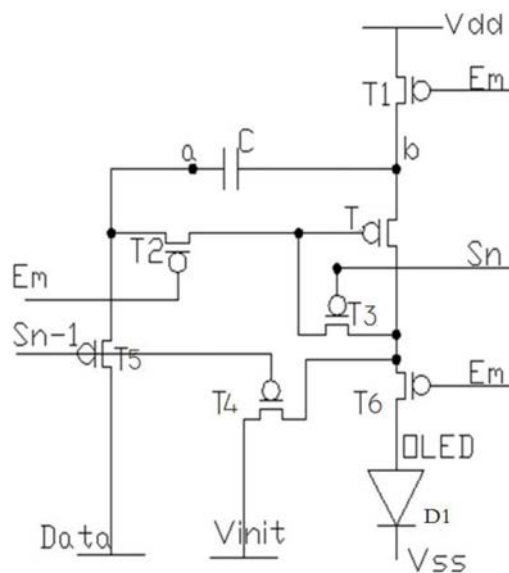 Vdd
T1
Em
a
C
b
T
T2
Sn
Em
T3
Sn-1
T5
T4
T6
Em
OLED
D1
Data
Vinit
Vss